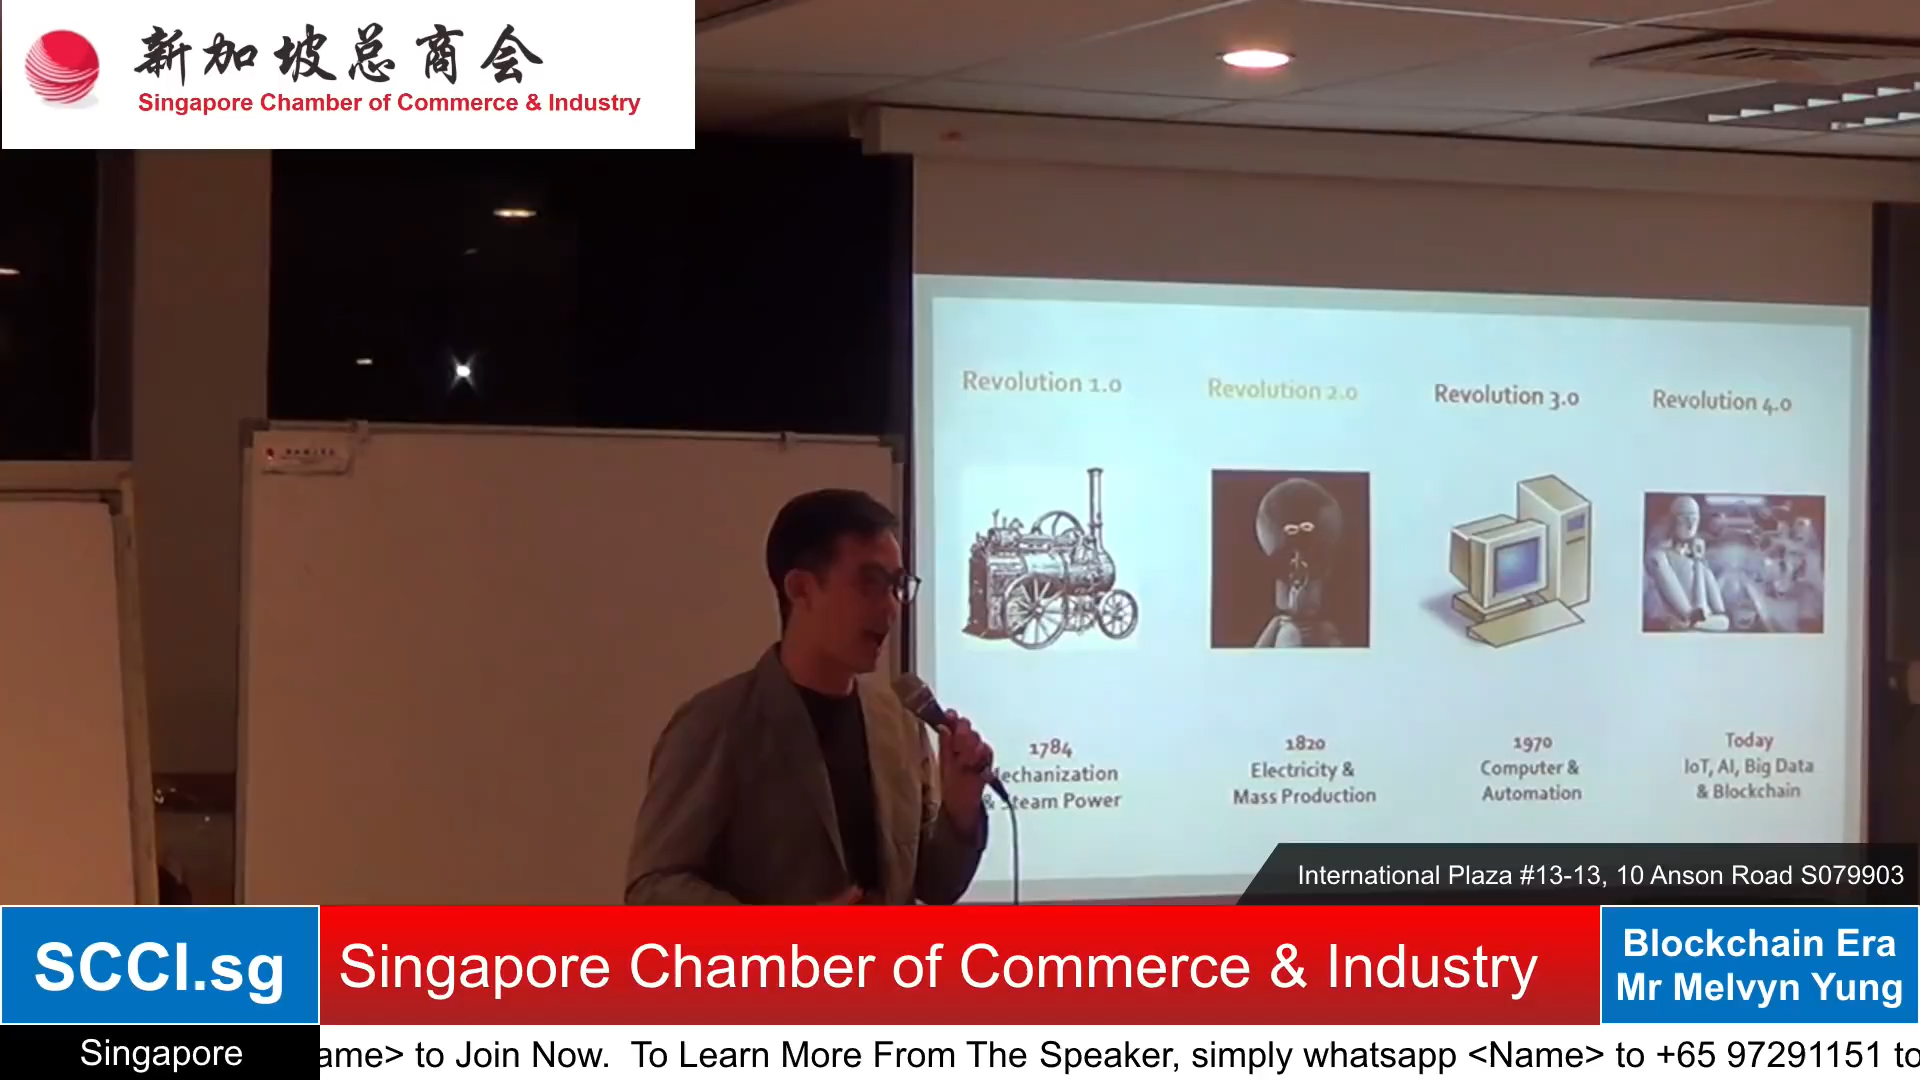 新加坡总商会
Singapore Chamber of Commerce & Industry
Revolution 1.0
Revolution 2.0
Revolution 3.0
Revolution 4.0
1784
Mechanization
& Steam Power
1820
Electricity &
Mass Production
1970
Computer &
Automation
Today
IoT, AI, Big Data
& Blockchain
International Plaza #13-13, 10 Anson Road S079903
SCCI.sg
Singapore Chamber of Commerce & Industry
Blockchain Era
Mr Melvyn Yung
Singapore
ame> to Join Now. To Learn More From The Speaker, simply whatsapp <Name> to +65 97291151 to